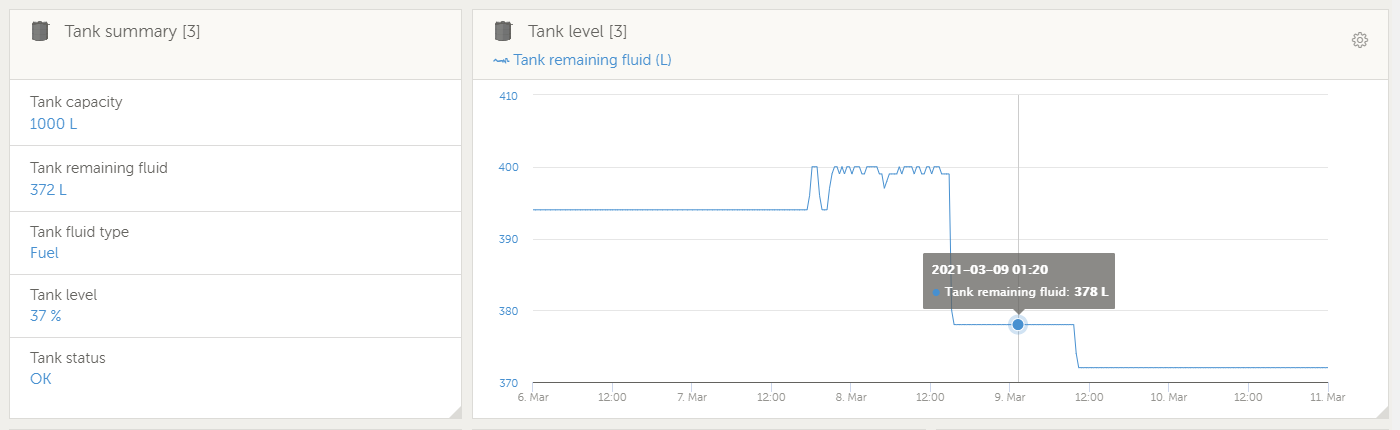 Tank summary [3]
Tank capacity
1000 L
Tank remaining fluid
372 L
Tank fluid type
Fuel
Tank level
37 %
Tank status
OK
Tank level [3]
Tank remaining fluid (L)
410
400
390
380
370
2021-03-09 01:20
Tank remaining fluid: 378 L
6. Mar
12:00
7. Mar
12:00
8. Mar
12:00
9. Mar
12:00
10. Mar
12:00
11. Mar